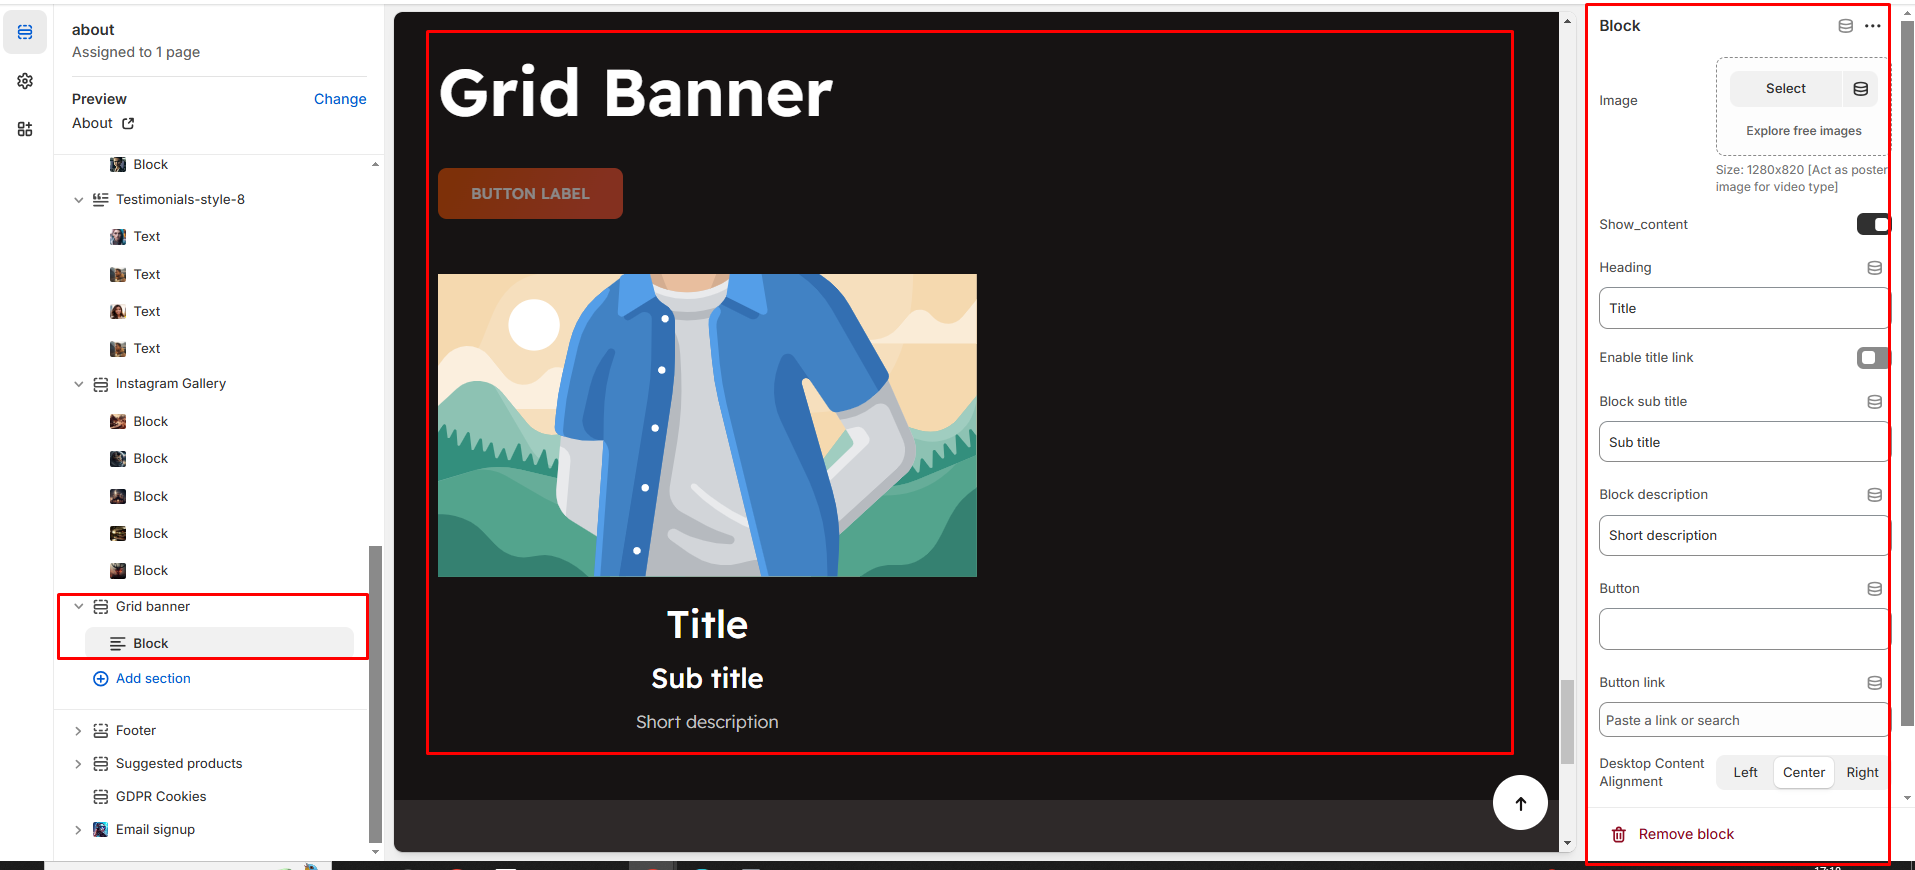 about
Assigned to 1 page
Preview
Change
About
Block
Testimonials-style-8
Text
Text
Text
Text
Instagram Gallery
Block
Block
Block
Block
Block
Grid banner
Block
Add section
Footer
Suggested products
GDPR Cookies
Email signup
Grid Banner
BUTTON LABEL
Title
Sub title
Short description
Block
Image
Select
Explore free images
Size: 1280x820 [Act as poster
image for video type]
Show_content
Heading
Title
Enable title link
Block sub title
Sub title
Block description
Short description
Button
Button link
Paste a link or search
Desktop Content
Alignment
Left
Center
Right
Remove block